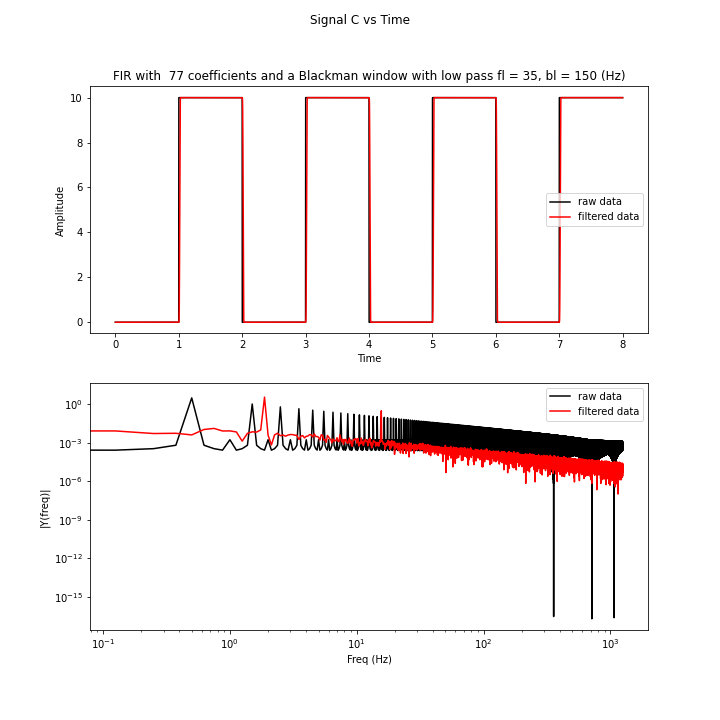 Signal C vs Time
FIR with  77 coefficients and a Blackman window with low pass fl = 35, bl = 150 (Hz)
10
8
6
4
2
0
Amplitude
raw data
filtered data
0 1 2 3 4 5 6 7 8
Time
10⁰
10⁻³
10⁻⁶
10⁻⁹
10⁻¹²
10⁻¹⁵
|Y(freq)|
raw data
filtered data
10⁻¹ 10⁰ 10¹ 10² 10³
Freq (Hz)